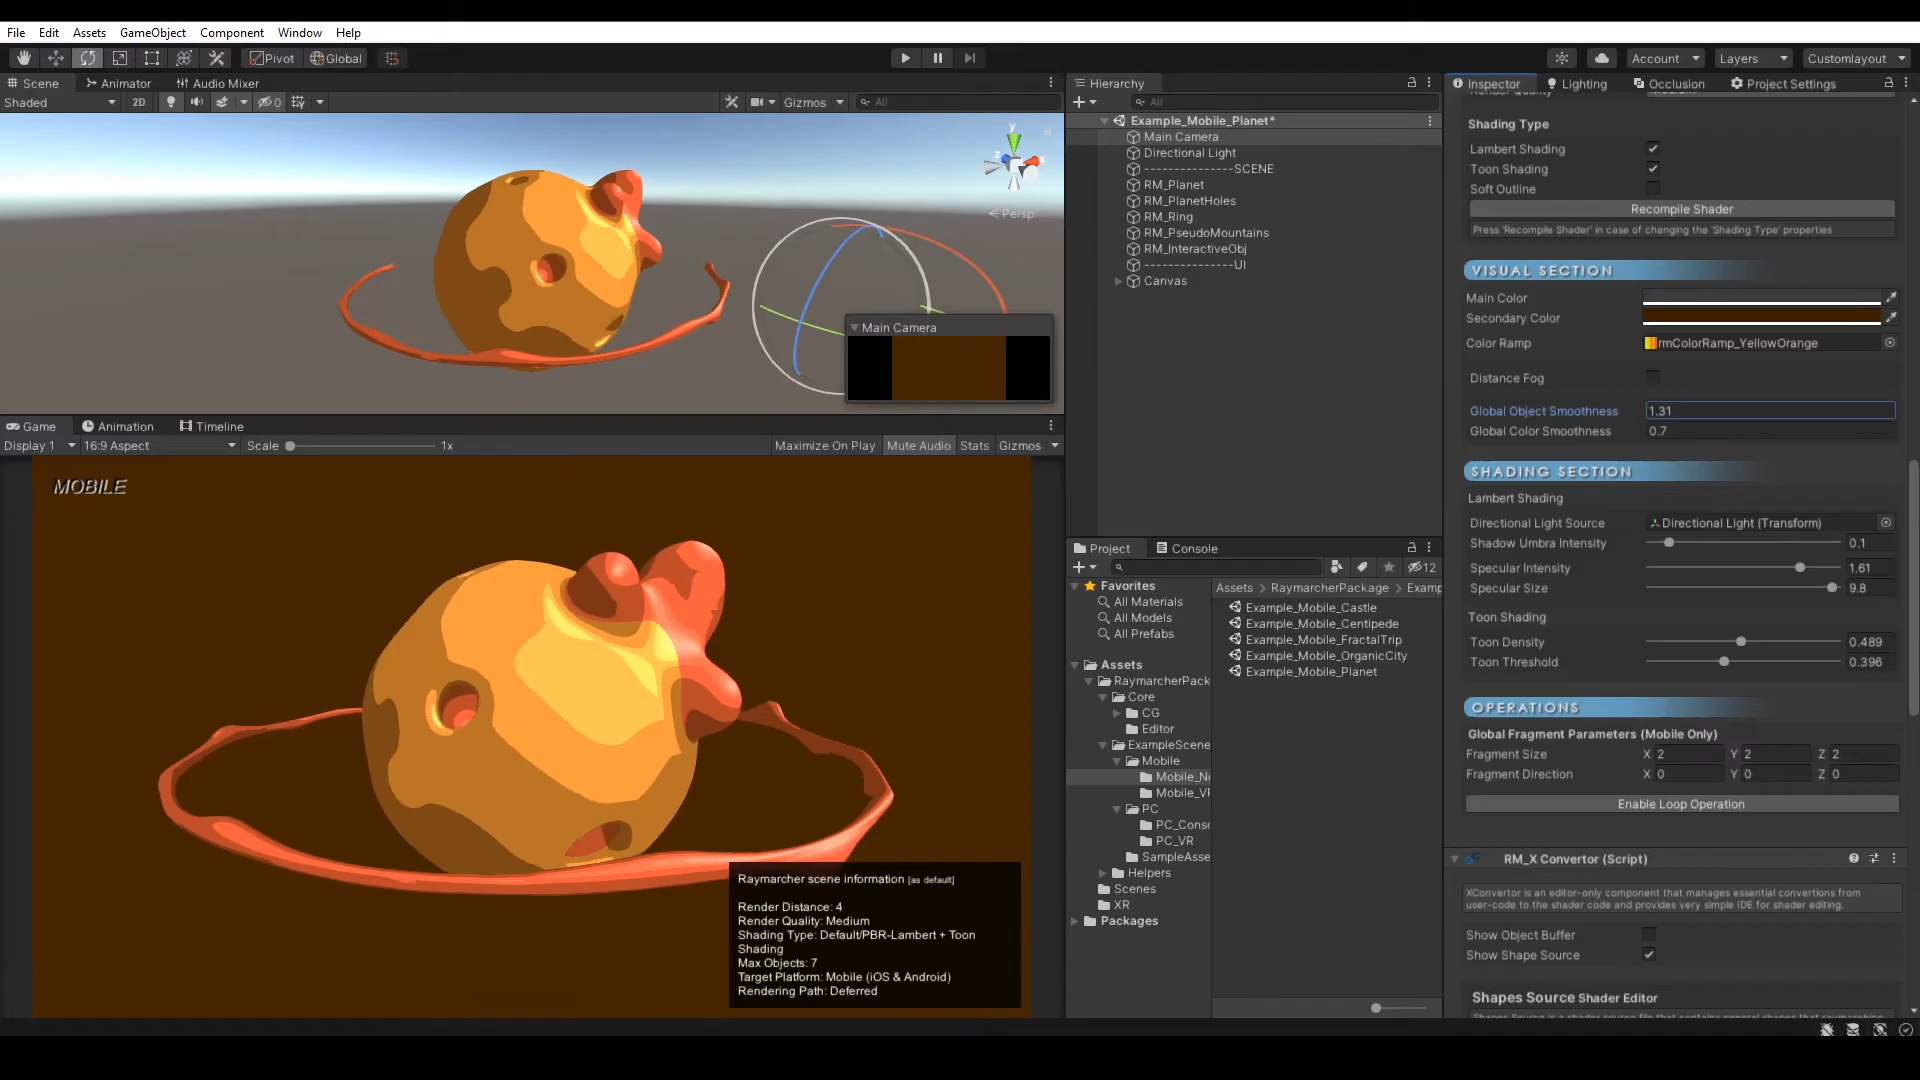 File Edit Assets GameObject Component Window Help
Pivot Global Account Layers Customlayout
Scene Animator Audio Mixer
Shaded 2D 0 Gizmos All
y x z
Persp
Main Camera
Game Animation Timeline
Display 1 16:9 Aspect Scale 1x Maximize On Play Mute Audio Stats Gizmos
MOBILE
Raymarcher scene information [as default]
Render Distance: 4
Render Quality: Medium
Shading Type: Default/PBR-Lambert + Toon
Shading
Max Objects: 7
Target Platform: Mobile (iOS & Android)
Rendering Path: Deferred
Hierarchy
All
Example_Mobile_Planet*
Main Camera
Directional Light
--------------SCENE
RM_Planet
RM_PlanetHoles
RM_Ring
RM_PseudoMountains
RM_InteractiveObj
--------------UI
Canvas
Project Console
12
Favorites
All Materials
All Models
All Prefabs
Assets
RaymarcherPack
Core
CG
Editor
ExampleScene
Mobile
Mobile_N
Mobile_VI
PC
PC_Conso
PC_VR
SampleAsse
Helpers
Scenes
XR
Packages
Assets > RaymarcherPackage > Examp
Example_Mobile_Castle
Example_Mobile_Centipede
Example_Mobile_FractalTrip
Example_Mobile_OrganicCity
Example_Mobile_Planet
Inspector Lighting Occlusion Project Settings
Shading Type
Lambert Shading
Toon Shading
Soft Outline
Recompile Shader
Press 'Recompile Shader' in case of changing the 'Shading Type' properties
VISUAL SECTION
Main Color
Secondary Color
Color Ramp rmColorRamp_YellowOrange
Distance Fog
Global Object Smoothness 1.31
Global Color Smoothness 0.7
SHADING SECTION
Lambert Shading
Directional Light Source Directional Light (Transform)
Shadow Umbra Intensity 0.1
Specular Intensity 1.61
Specular Size 9.8
Toon Shading
Toon Density 0.489
Toon Threshold 0.396
OPERATIONS
Global Fragment Parameters (Mobile Only)
Fragment Size X 2 Y 2 Z 2
Fragment Direction X 0 Y 0 Z 0
Enable Loop Operation
RM_X Convertor (Script)
XConvertor is an editor-only component that manages essential convertions from
user-code to the shader code and provides very simple IDE for shader editing.
Show Object Buffer
Show Shape Source
Shapes Source Shader Editor